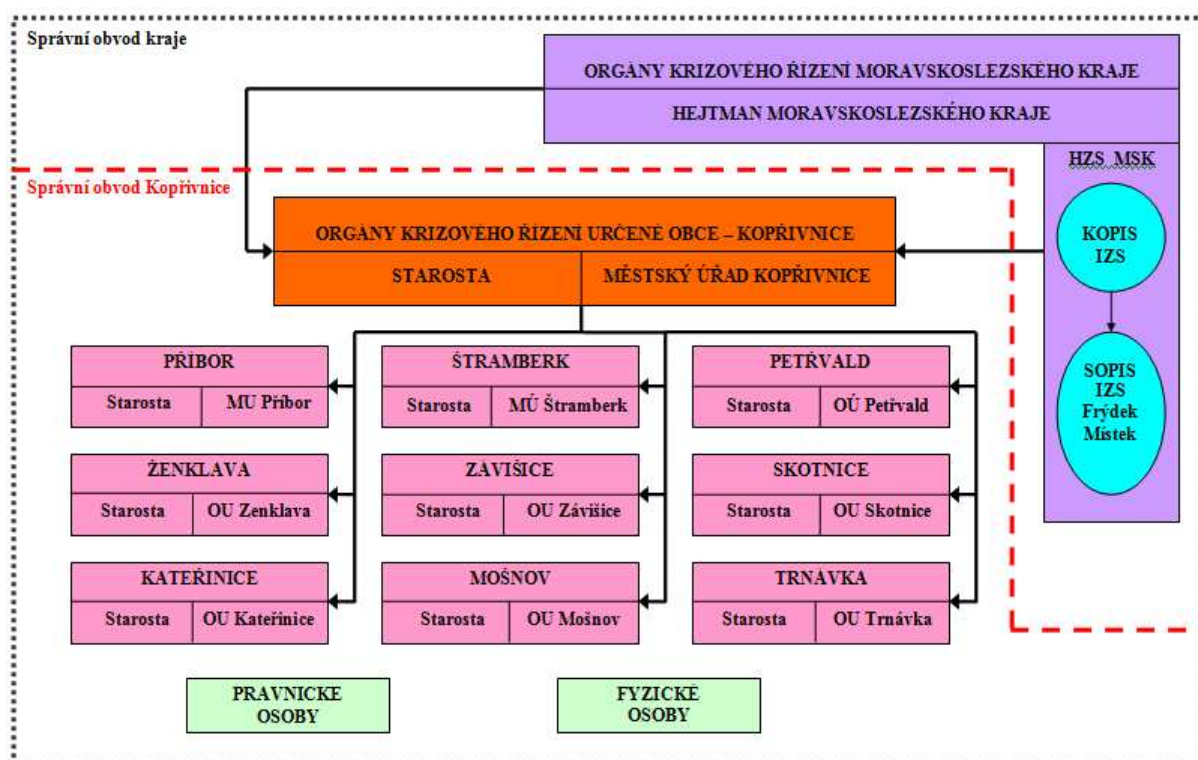 Správní obvod kraje
ORGÁNY KRIZOVÉHO ŘÍZENÍ MORAVSKOSLEZSKÉHO KRAJE
HEJTMAN MORAVSKOSLEZSKÉHO KRAJE
HZS MSK
Správní obvod Kopřivnice
KOPIS
IZS
ORGÁNY KRIZOVÉHO ŘÍZENÍ URČENÉ OBCE – KOPŘIVNICE
STAROSTA
MĚSTSKÝ ÚŘAD KOPŘIVNICE
SOPIS
IZS
Frýdek
Místek
PŘÍBOR
Starosta
MU Příbor
ŠTRAMBERK
Starosta
MÚ Štramberk
PETŘVALD
Starosta
OÚ Petřvald
ŽENKLAVA
Starosta
OU Zenklava
ZÁVIŠICE
Starosta
OU Závišice
SKOTNICE
Starosta
OU Skotnice
KATEŘINICE
Starosta
OU Kateřinice
MOŠNOV
Starosta
OU Mošnov
TRNÁVKA
Starosta
OU Trnávka
PRAVNICKE
OSOBY
FYZICKÉ
OSOBY